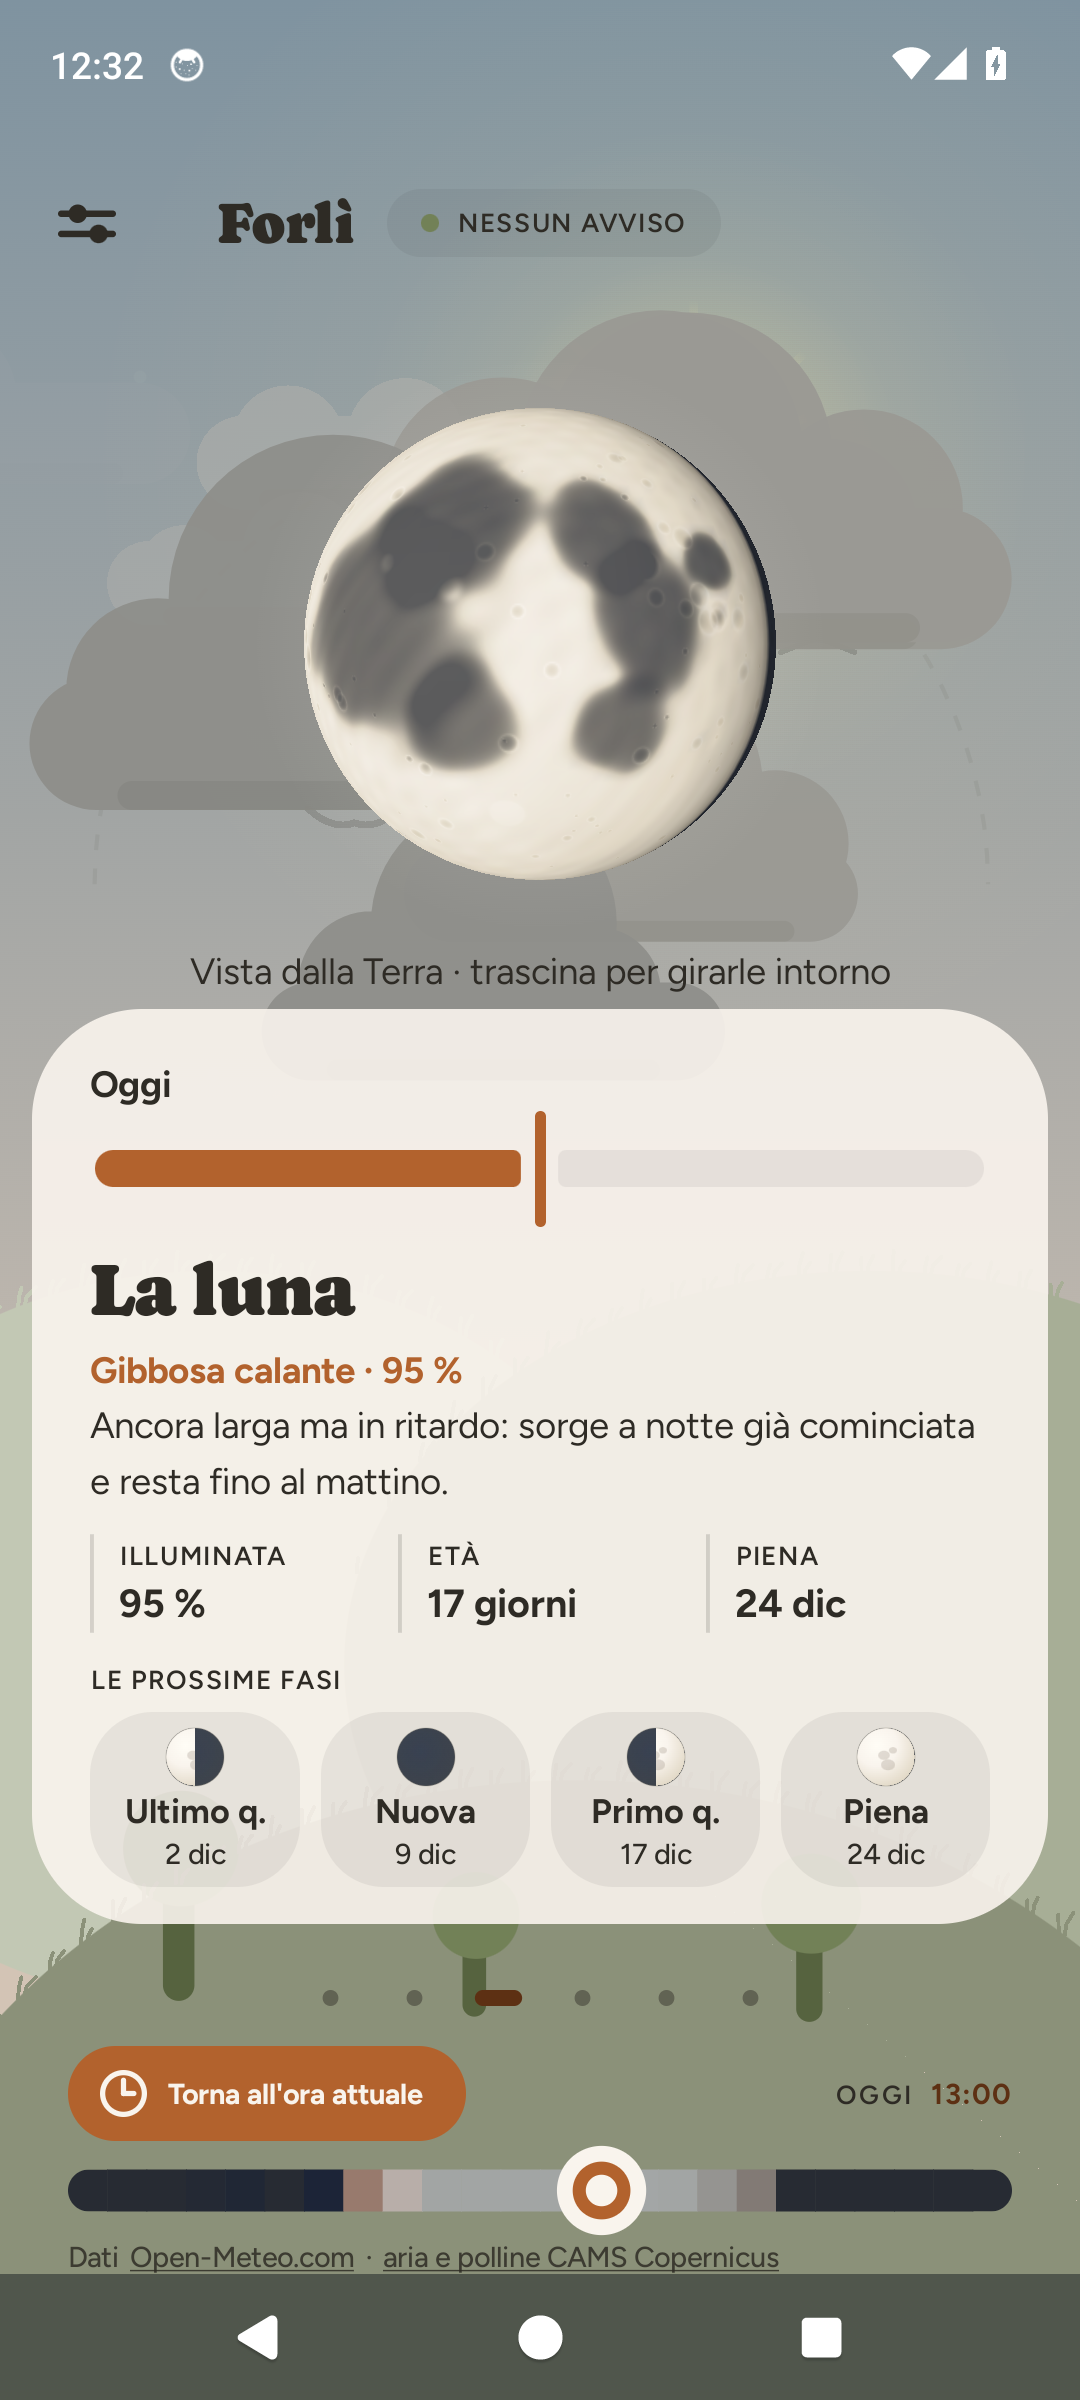 12:32
Forlì
NESSUN AVVISO
Vista dalla Terra · trascina per girarle intorno
Oggi
La luna
Gibbosa calante · 95 %
Ancora larga ma in ritardo: sorge a notte già cominciata
e resta fino al mattino.
ILLUMINATA ETÀ PIENA
95 % 17 giorni 24 dic
LE PROSSIME FASI
Ultimo q. Nuova Primo q. Piena
2 dic 9 dic 17 dic 24 dic
Torna all'ora attuale
OGGI 13:00
Dati Open-Meteo.com · aria e polline CAMS Copernicus